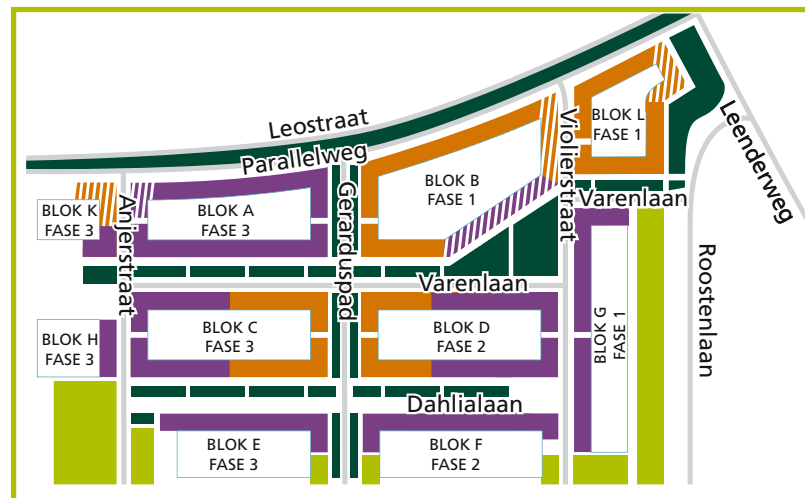 Leostraat
Parallelweg
BLOK L
FASE 1
Leenderweg
Violierstraat
BLOK B
FASE 1
Varenlaan
Gerarduspad
BLOK K
FASE 3
Anjerstraat
BLOK A
FASE 3
Roostenlaan
Varenlaan
BLOK C
FASE 3
BLOK D
FASE 2
BLOK G
FASE 1
BLOK H
FASE 3
Dahlialaan
BLOK E
FASE 3
BLOK F
FASE 2